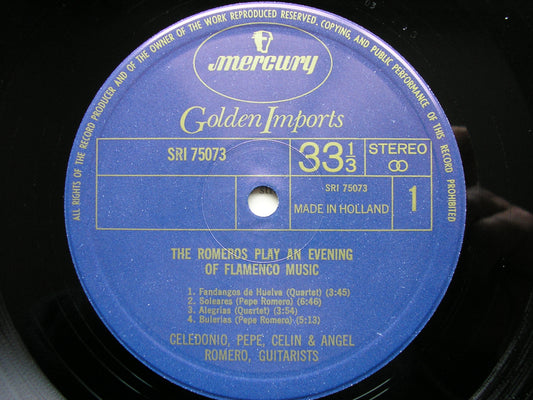 ALL RIGHTS OF THE RECORD PRODUCER AND OF THE OWNER OF THE WORK REPRODUCED RESERVED. COPYING, AND PUBLIC PERFORMANCE OF THIS RECORD PROHIBITED
mercury
Golden Imports
SRI 75073
33 1/3
STEREO
SRI 75073
MADE IN HOLLAND
1
THE ROMEROS PLAY AN EVENING
OF FLAMENCO MUSIC
1. Fandangos de Huelva (Quartet) (3:45)
2. Soleares (Pepe Romero) (6:46)
3. Alegrias (Quartet) (3:54)
4. Bulerias (Pepe Romero) (5:13)
CELEDONIO, PEPE, CELIN & ANGEL
ROMERO, GUITARISTS